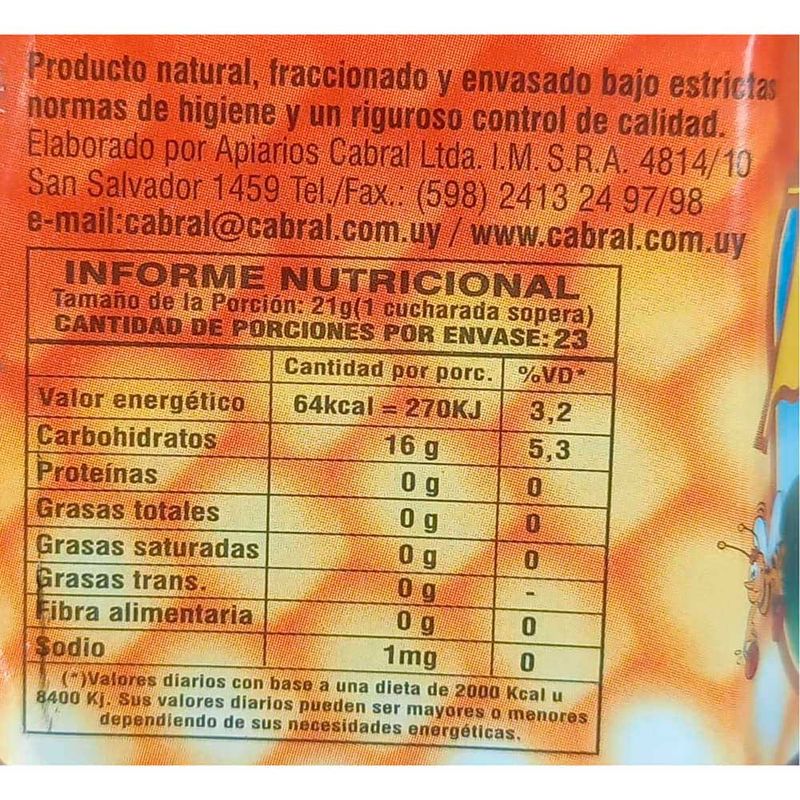 Producto natural, fraccionado y envasado bajo estrictas
normas de higiene y un riguroso control de calidad.
Elaborado por Apiarios Cabral Ltda. I.M. S.R.A. 4814/10
San Salvador 1459 Tel./Fax.: (598) 2413 24 97/98
e-mail:cabral@cabral.com.uy / www.cabral.com.uy
INFORME NUTRICIONAL
Tamaño de la Porción: 21g(1 cucharada sopera)
CANTIDAD DE PORCIONES POR ENVASE: 23
Cantidad por porc. %VD*
Valor energético 64kcal = 270KJ 3,2
Carbohidratos 16 g 5,3
Proteínas 0 g 0
Grasas totales 0 g 0
Grasas saturadas 0 g 0
Grasas trans. 0 g -
Fibra alimentaria 0 g 0
Sodio 1mg 0
(*)Valores diarios con base a una dieta de 2000 Kcal u
8400 Kj. Sus valores diarios pueden ser mayores o menores
dependiendo de sus necesidades energéticas.